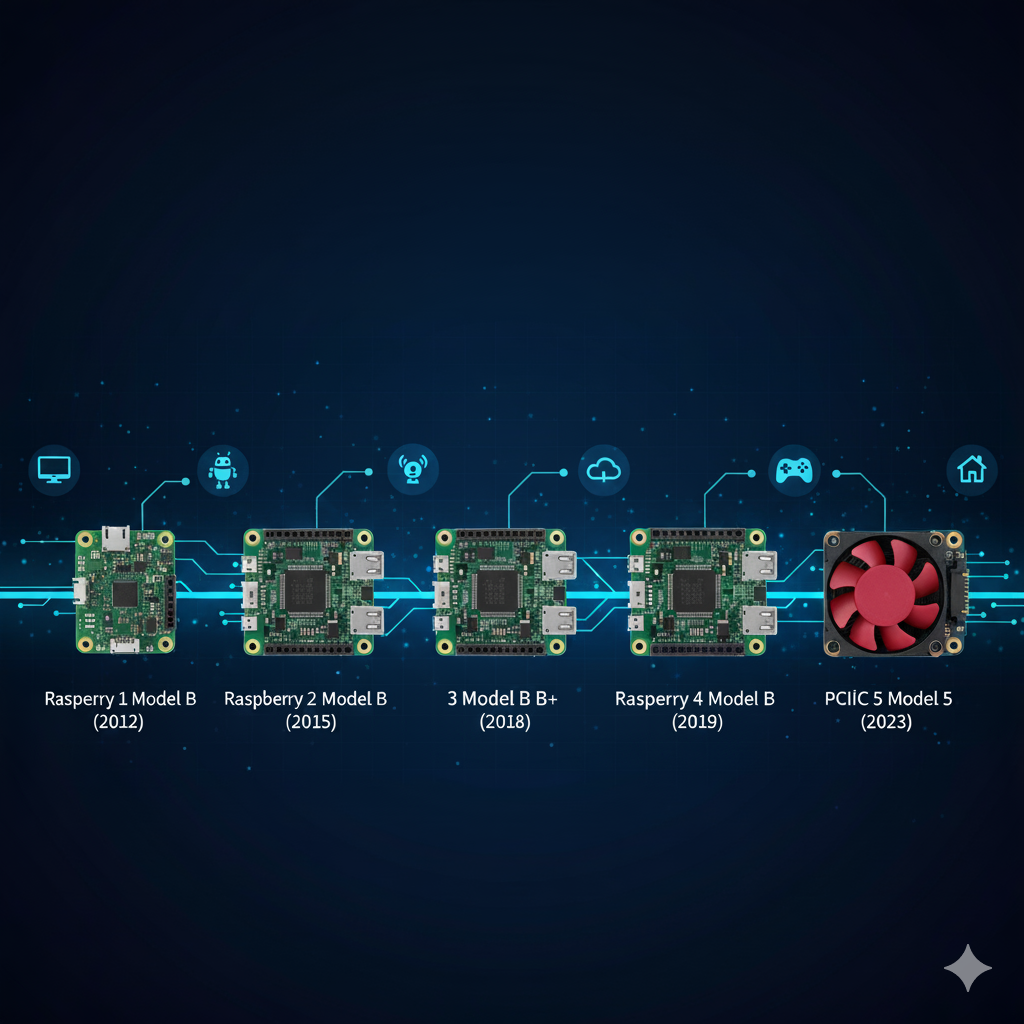 Rasperry 1 Model B
(2012)
Raspberry 2 Model B
(2015)
3 Model B B+
(2018)
Rasperry 4 Model B
(2019)
PCIİC 5 Model 5
(2023)